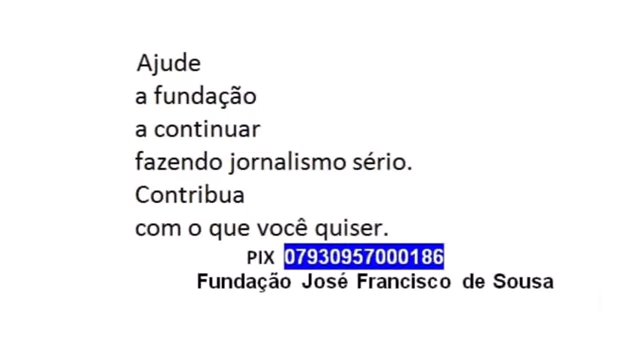 Ajude
a fundação
a continuar
fazendo jornalismo sério.
Contribua
com o que você quiser.
PIX 07930957000186
Fundação José Francisco de Sousa